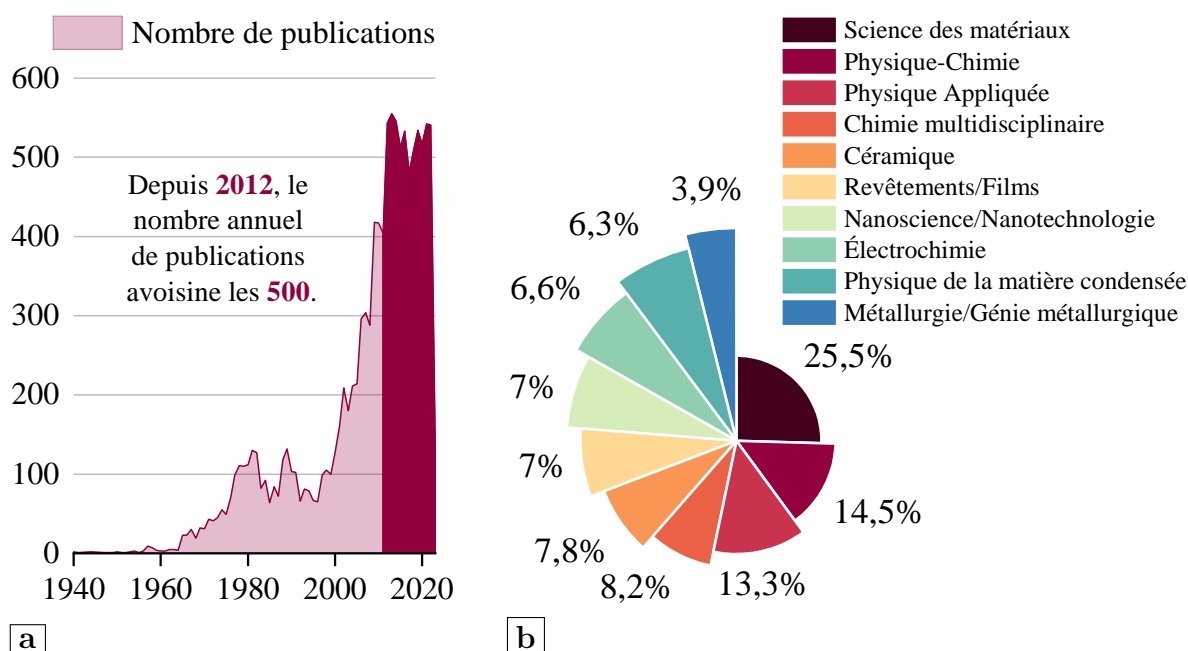 Nombre de publications
600
500
400
300
200
100
0
1940
1960
1980
2000
2020
Depuis 2012, le
nombre annuel
de publications
avoisine les 500.
a
Science des matériaux
Physique-Chimie
Physique Appliquée
Chimie multidisciplinaire
Céramique
Revêtements/Films
Nanoscience/Nanotechnologie
Électrochimie
Physique de la matière condensée
Métallurgie/Génie métallurgique
25,5%
14,5%
13,3%
8,2%
7,8%
7%
7%
6,6%
6,3%
3,9%
b